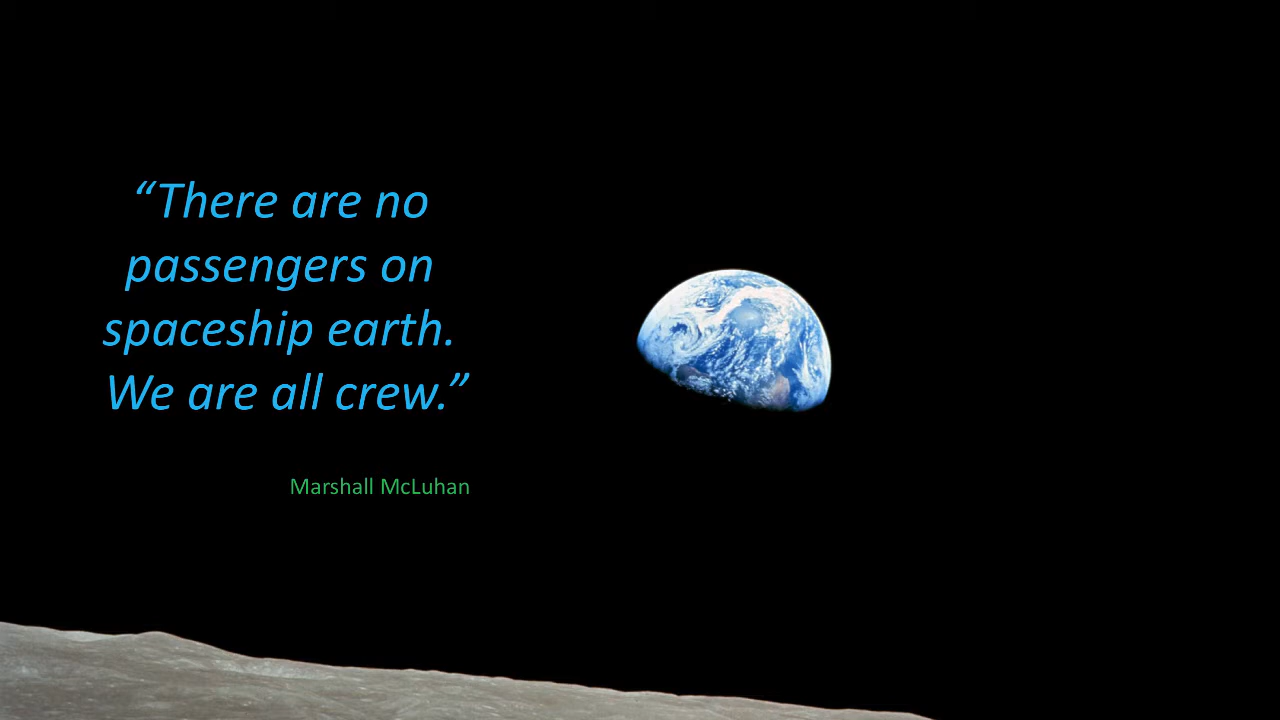 “There are no
passengers on
spaceship earth.
We are all crew.”
Marshall McLuhan